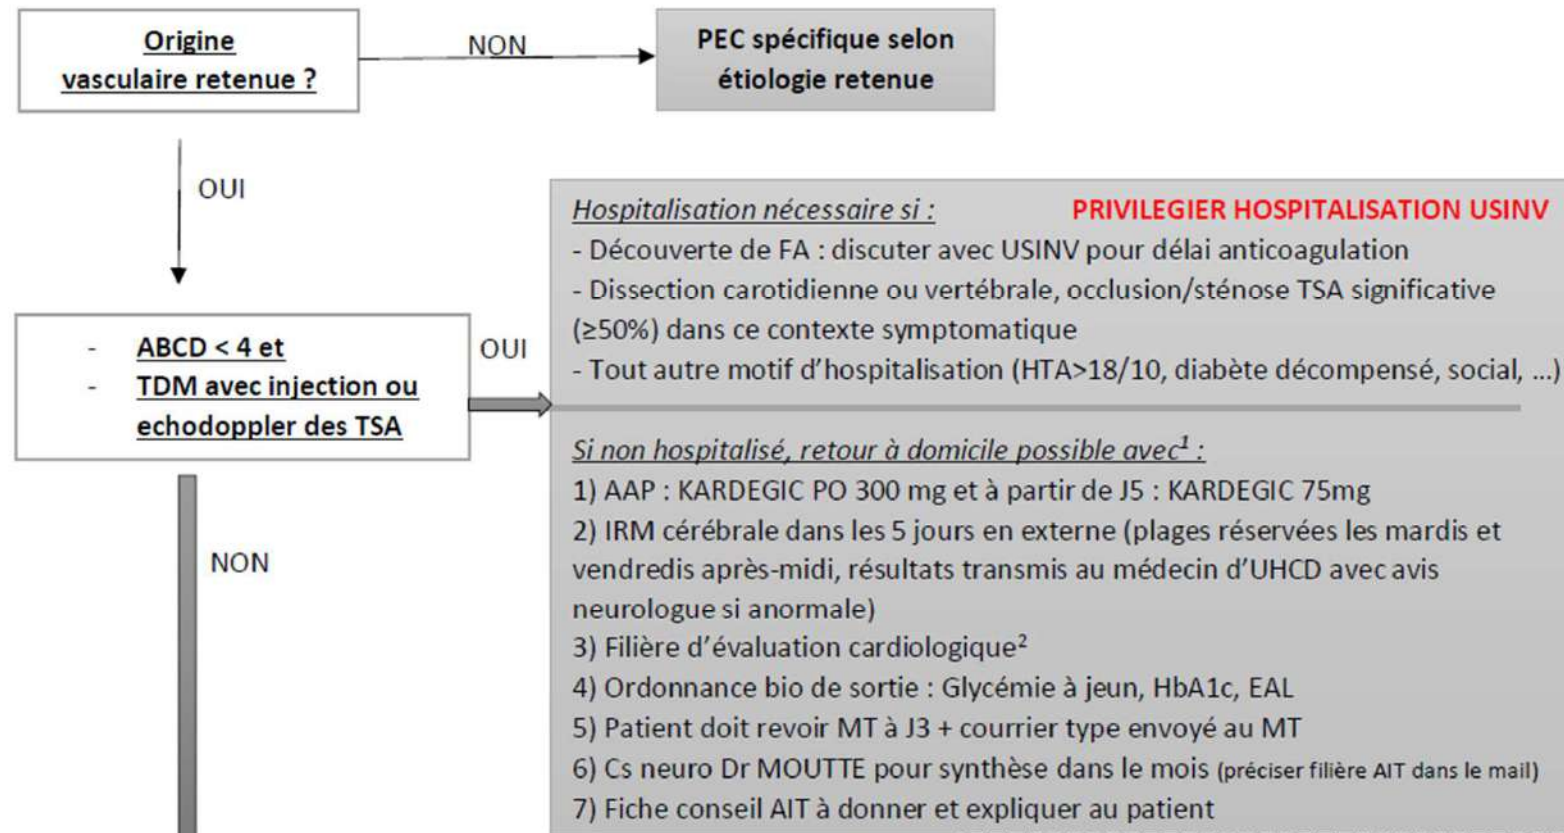 Origine
vasculaire retenue ?
NON
PEC spécifique selon
étiologie retenue
OUI
Hospitalisation nécessaire si :
PRIVILEGIER HOSPITALISATION USINV
- Découverte de FA : discuter avec USINV pour délai anticoagulation
- Dissection carotidienne ou vertébrale, occlusion/sténose TSA significative
(≥50%) dans ce contexte symptomatique
- Tout autre motif d'hospitalisation (HTA>18/10, diabète décompensé, social, ...)
- ABCD < 4 et
- TDM avec injection ou
echodoppler des TSA
OUI
Si non hospitalisé, retour à domicile possible avec¹ :
1) AAP : KARDEGIC PO 300 mg et à partir de J5 : KARDEGIC 75mg
2) IRM cérébrale dans les 5 jours en externe (plages réservées les mardis et
vendredis après-midi, résultats transmis au médecin d'UHCD avec avis
neurologue si anormale)
3) Filière d'évaluation cardiologique²
4) Ordonnance bio de sortie : Glycémie à jeun, HbA1c, EAL
5) Patient doit revoir MT à J3 + courrier type envoyé au MT
6) Cs neuro Dr MOUTTE pour synthèse dans le mois (préciser filière AIT dans le mail)
7) Fiche conseil AIT à donner et expliquer au patient
NON